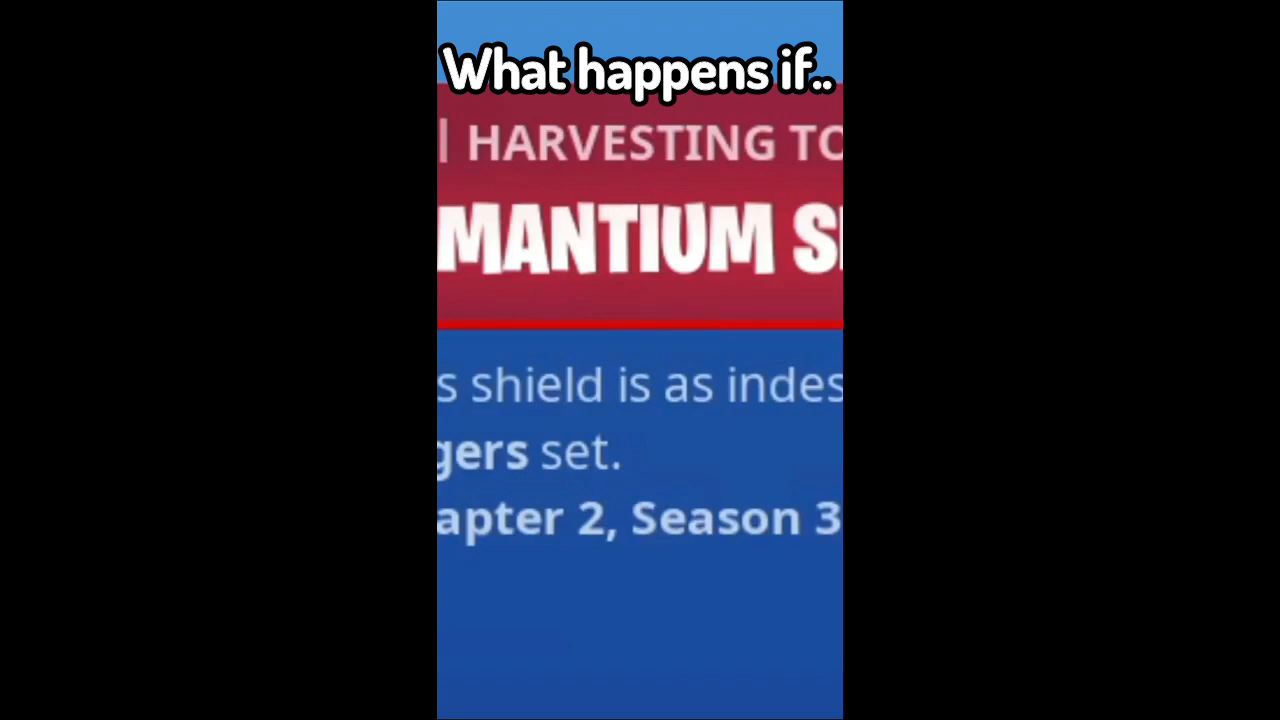 What happens if..
| HARVESTING TO
MANTIUM S
s shield is as indes
gers set.
apter 2, Season 3